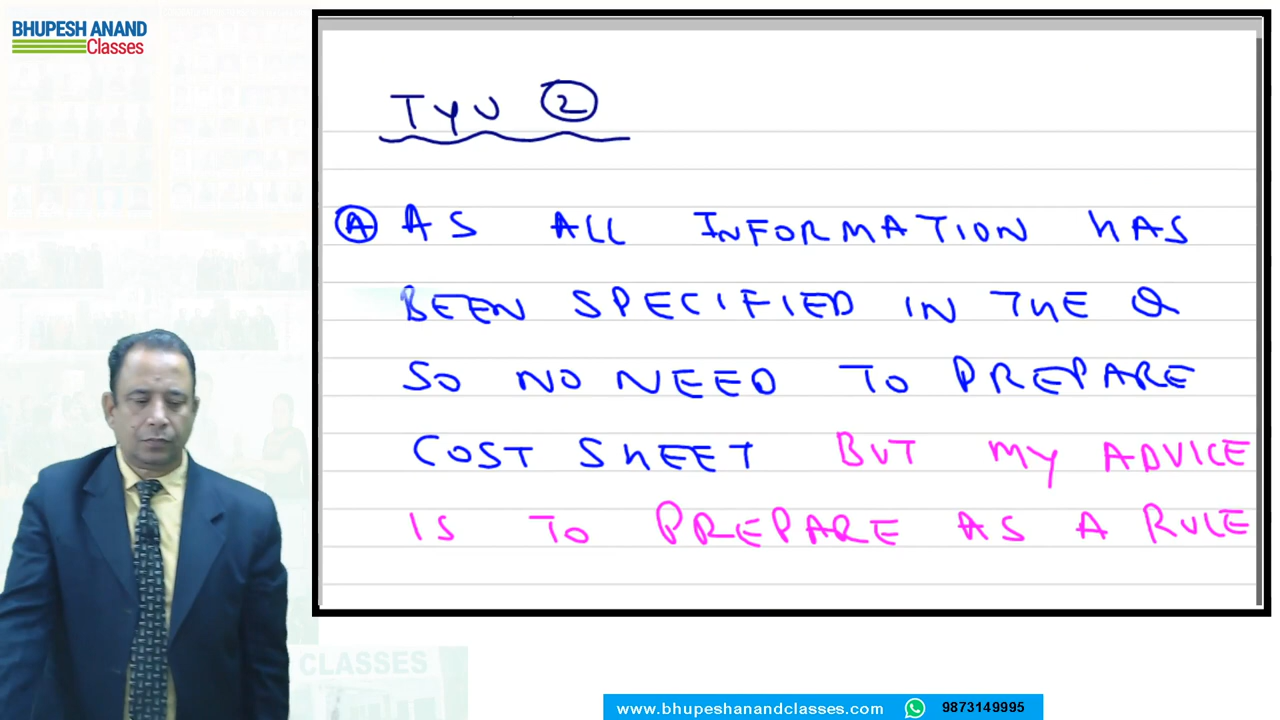 BHUPESH ANAND
Classes
TYU 2
A AS ALL INFORMATION HAS
BEEN SPECIFIED IN THE Q
SO NO NEED TO PREPARE
COST SHEET BUT MY ADVICE
IS TO PREPARE AS A RULE
CLASSES
www.bhupeshanandclasses.com 9873149995